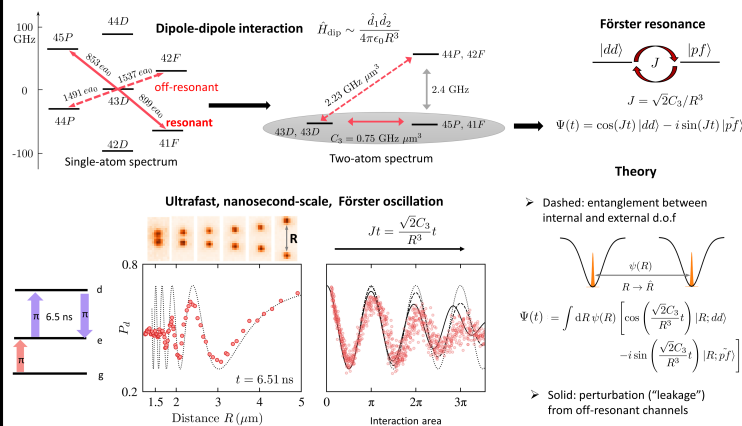 100
GHz
0
-100
44D
45P
42F
853 ea₀
1537 ea₀
off-resonant
43D
1491 ea₀
44P
899 ea₀
resonant
42D
41F
Single-atom spectrum
Dipole-dipole interaction
Ĥ_dip ~ d̂₁d̂₂ / 4πϵ₀R³
44P, 42F
2.23 GHz μm³
2.4 GHz
43D, 43D
45P, 41F
C₃ = 0.75 GHz μm³
Two-atom spectrum
Förster resonance
|dd⟩
J
|pf⟩
J = √2C₃/R³
Ψ(t) = cos(Jt) |dd⟩ − i sin(Jt) |p̃f⟩
Ultrafast, nanosecond-scale, Förster oscillation
R
Jt = √2C₃/R³ t
d
π
6.5 ns
π
e
π
g
0.8
P_d
0.2
t = 6.51 ns
1.5
2
3
4
5
Distance R (μm)
0.8
0.2
0
π
2π
3π
Interaction area
Theory
➢ Dashed: entanglement between
internal and external d.o.f
ψ(R)
R → R̂
Ψ(t) = ∫ dR ψ(R) [cos (√2C₃/R³ t) |R; dd⟩
−i sin (√2C₃/R³ t) |R; p̃f⟩]
➢ Solid: perturbation (“leakage”)
from off-resonant channels